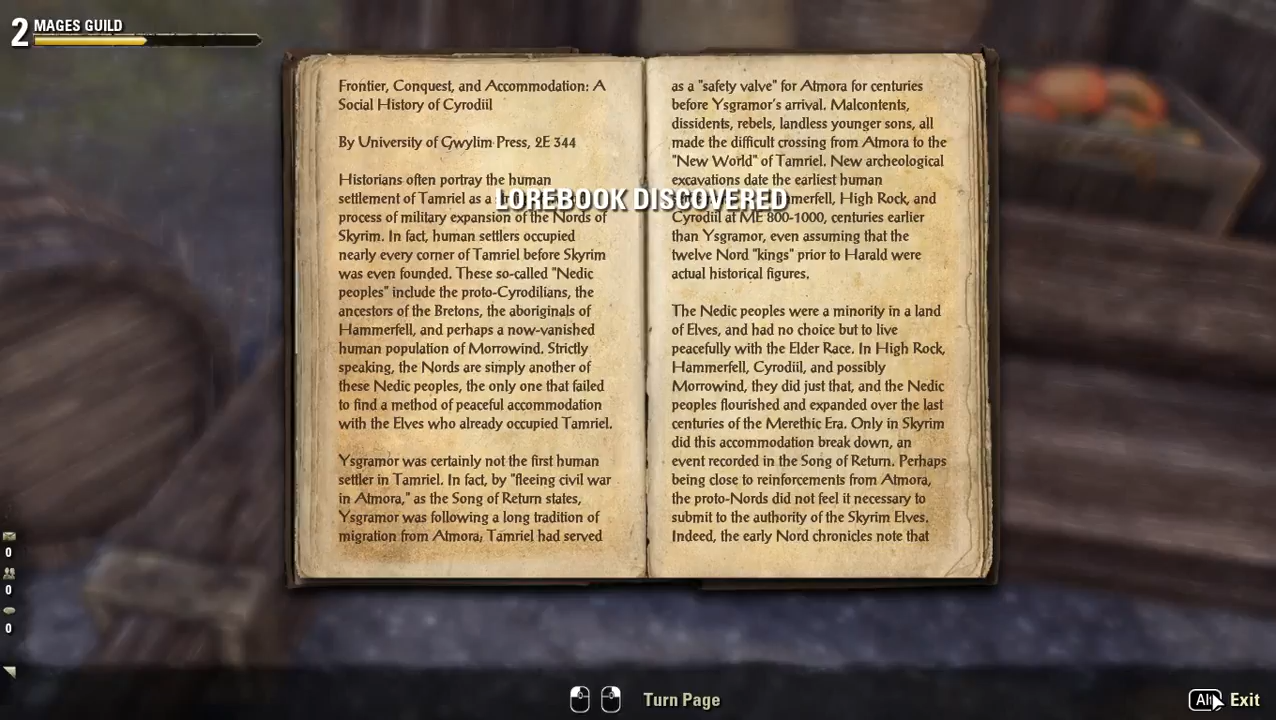 2 MAGES GUILD
Frontier, Conquest, and Accommodation: A
Social History of Cyrodiil
By University of Gwylim Press, 2E 344
Historians often portray the human
settlement of Tamriel as a
process of military expansion of the Nords of
Skyrim. In fact, human settlers occupied
nearly every corner of Tamriel before Skyrim
was even founded. These so-called "Nedic
peoples" include the proto-Cyrodilians, the
ancestors of the Bretons, the aboriginals of
Hammerfell, and perhaps a now-vanished
human population of Morrowind. Strictly
speaking, the Nords are simply another of
these Nedic peoples, the only one that failed
to find a method of peaceful accommodation
with the Elves who already occupied Tamriel.
Ysgramor was certainly not the first human
settler in Tamriel. In fact, by "fleeing civil war
in Atmora," as the Song of Return states,
Ysgramor was following a long tradition of
migration from Atmora; Tamriel had served
as a "safety valve" for Atmora for centuries
before Ysgramor's arrival. Malcontents,
dissidents, rebels, landless younger sons, all
made the difficult crossing from Atmora to the
"New World" of Tamriel. New archeological
excavations date the earliest human
High Rock, and
Cyrodiil at ME 800-1000, centuries earlier
than Ysgramor, even assuming that the
twelve Nord "kings" prior to Harald were
actual historical figures.
The Nedic peoples were a minority in a land
of Elves, and had no choice but to live
peacefully with the Elder Race. In High Rock,
Hammerfell, Cyrodiil, and possibly
Morrowind, they did just that, and the Nedic
peoples flourished and expanded over the last
centuries of the Merethic Era. Only in Skyrim
did this accommodation break down, an
event recorded in the Song of Return. Perhaps
being close to reinforcements from Atmora,
the proto-Nords did not feel it necessary to
submit to the authority of the Skyrim Elves.
Indeed, the early Nord chronicles note that
LOREBOOK DISCOVERED
0
0
0
Turn Page
Alt Exit